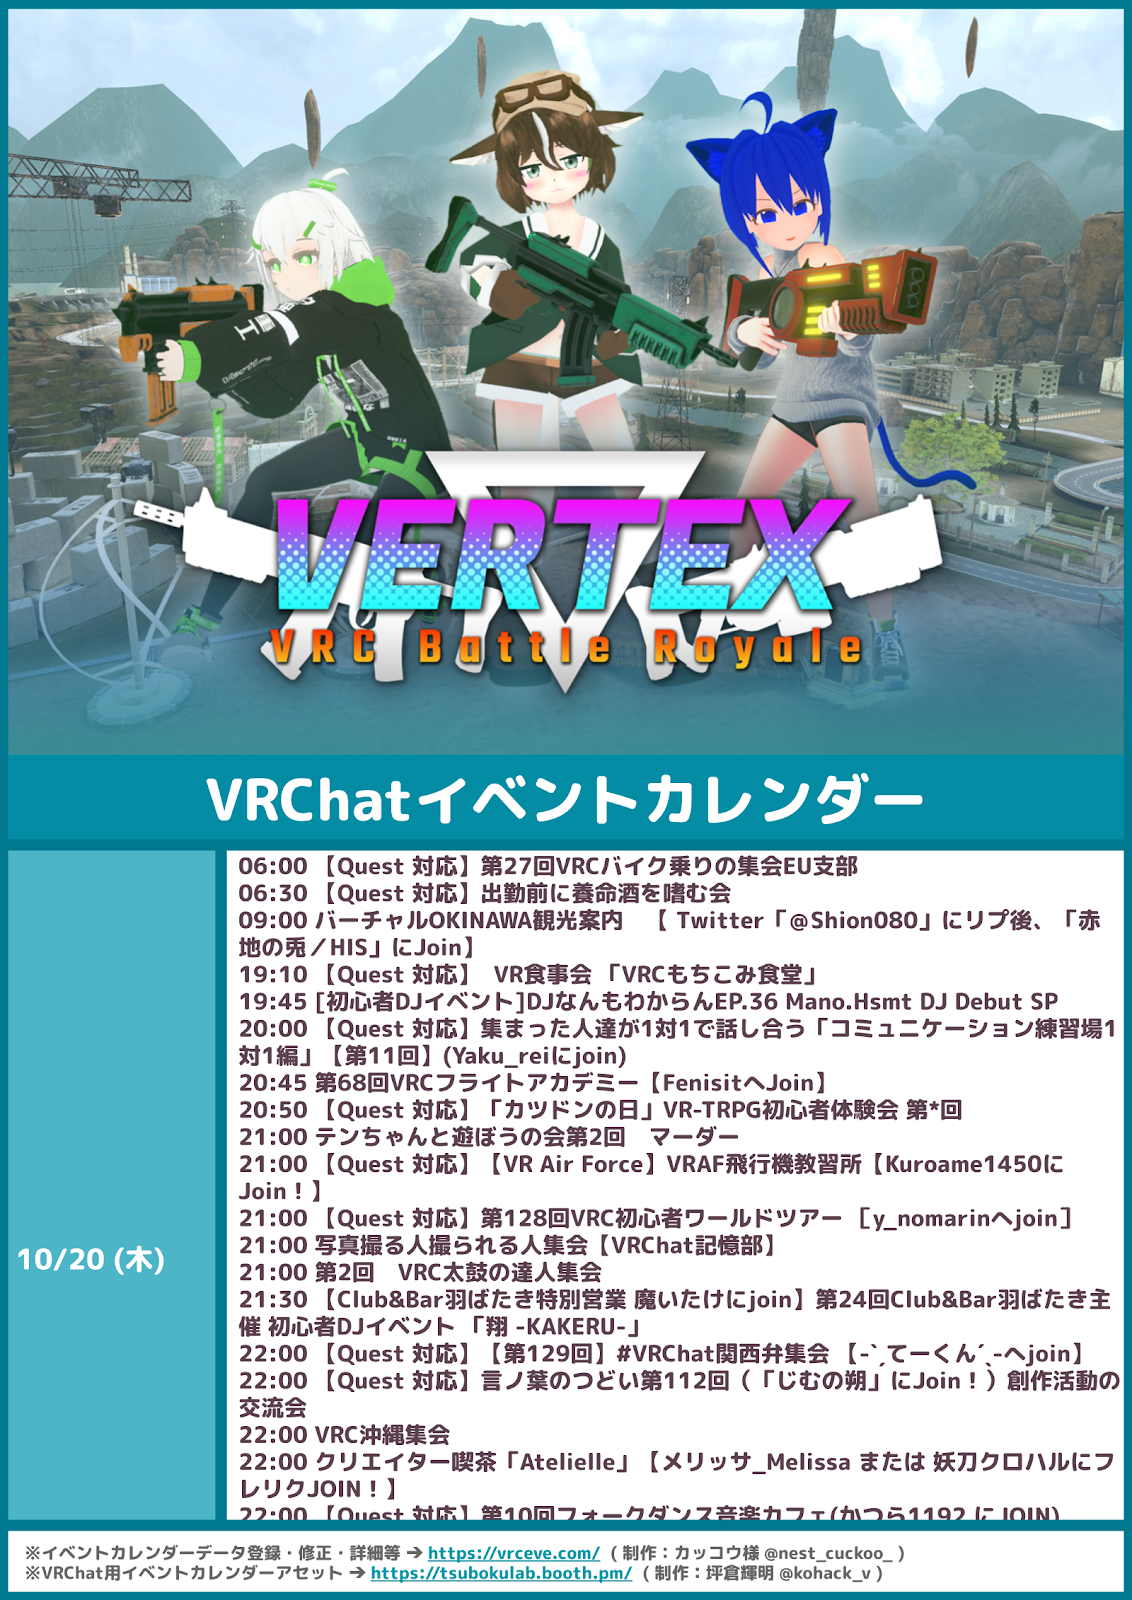 VERTEX
VRC Battle Royale
VRChatイベントカレンダー
10/20 (木)
06:00 【Quest 対応】第27回VRCバイク乗りの集会EU支部
06:30 【Quest 対応】出勤前に養命酒を嗜む会
09:00 バーチャルOKINAWA観光案内　【 Twitter「@Shion080」にリプ後、「赤
地の兎／HIS」にJoin】
19:10 【Quest 対応】　VR食事会 「VRCもちこみ食堂」
19:45 [初心者DJイベント]DJなんもわからんEP.36 Mano.Hsmt DJ Debut SP
20:00 【Quest 対応】集まった人達が1対1で話し合う「コミュニケーション練習場1
対1編」【第11回】(Yaku_reiにjoin)
20:45 第68回VRCフライトアカデミー【FenisitへJoin】
20:50 【Quest 対応】「カツドンの日」VR-TRPG初心者体験会 第*回
21:00 テンちゃんと遊ぼうの会第2回　マーダー
21:00 【Quest 対応】【VR Air Force】VRAF飛行機教習所【Kuroame1450に
Join！】
21:00 【Quest 対応】第128回VRC初心者ワールドツアー ［y_nomarinへjoin］
21:00 写真撮る人撮られる人集会【VRChat記憶部】
21:00 第2回　VRC太鼓の達人集会
21:30 【Club&Bar羽ばたき特別営業 魔いたけにjoin】第24回Club&Bar羽ばたき主
催 初心者DJイベント 「翔 -KAKERU-」
22:00 【Quest 対応】【第129回】#VRChat関西弁集会 【-`ˏてーくん´ˎ-へjoin】
22:00 【Quest 対応】言ノ葉のつどい第112回（「じむの朔」にJoin！）創作活動の
交流会
22:00 VRC沖縄集会
22:00 クリエイター喫茶「Atelielle」【メリッサ_Melissa または 妖刀クロハルにフ
レリクJOIN！】
22:00 【Quest 対応】第10回フォークダンス音楽カフェ(かつら1192 に JOIN)
※イベントカレンダーデータ登録・修正・詳細等 ➔ https://vrceve.com/ （ 制作：カッコウ様 @nest_cuckoo_ ）
※VRChat用イベントカレンダーアセット ➔ https://tsubokulab.booth.pm/ （ 制作：坪倉輝明 @kohack_v ）